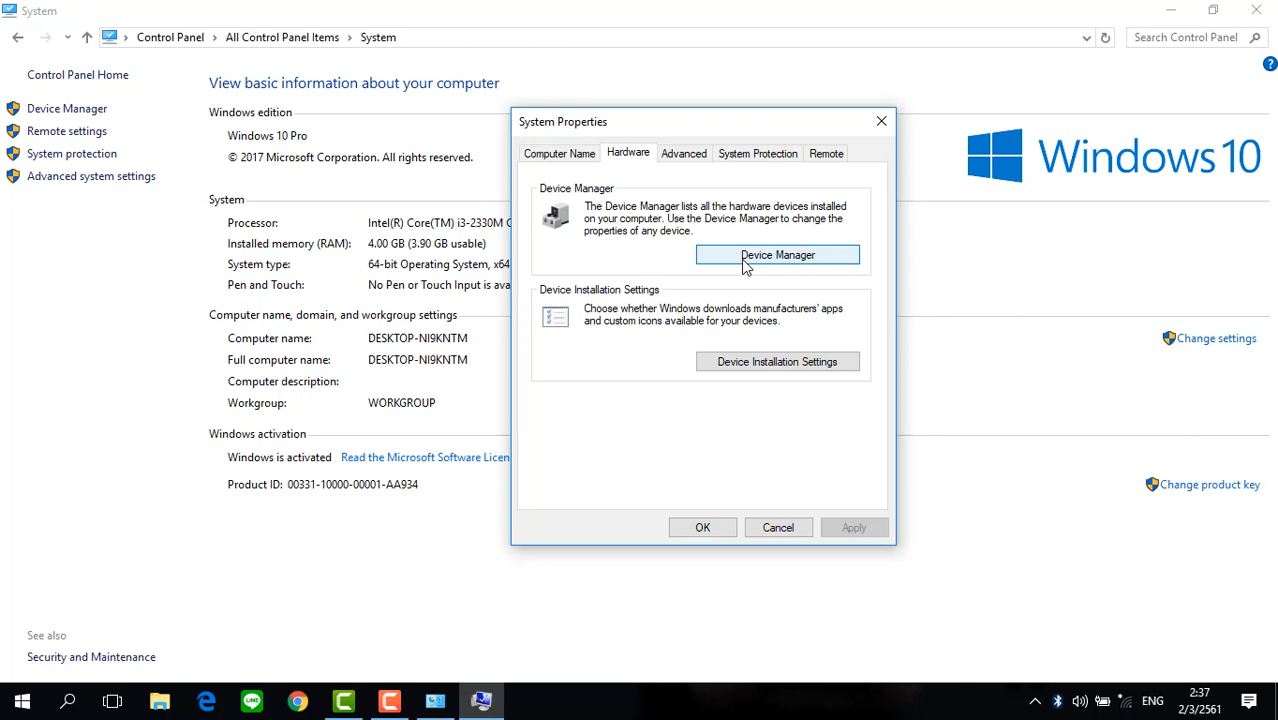 System
Control Panel
All Control Panel Items
System
Search Control Panel
Control Panel Home
Device Manager
Remote settings
System protection
Advanced system settings
See also
Security and Maintenance
View basic information about your computer
Windows edition
Windows 10 Pro
© 2017 Microsoft Corporation. All rights reserved.
Windows 10
System
Processor: Intel(R) Core(TM) i3-2330M
Installed memory (RAM): 4.00 GB (3.90 GB usable)
System type: 64-bit Operating System, x64
Pen and Touch: No Pen or Touch Input is ava
Computer name, domain, and workgroup settings
Computer name: DESKTOP-NI9KNTM
Change settings
Full computer name: DESKTOP-NI9KNTM
Computer description:
Workgroup: WORKGROUP
Windows activation
Windows is activated Read the Microsoft Software Licen
Product ID: 00331-10000-00001-AA934
Change product key
System Properties
Computer Name
Hardware
Advanced
System Protection
Remote
Device Manager
The Device Manager lists all the hardware devices installed
on your computer. Use the Device Manager to change the
properties of any device.
Device Manager
Device Installation Settings
Choose whether Windows downloads manufacturers' apps
and custom icons available for your devices.
Device Installation Settings
OK
Cancel
Apply
LINE
ENG
2:37
2/3/2561